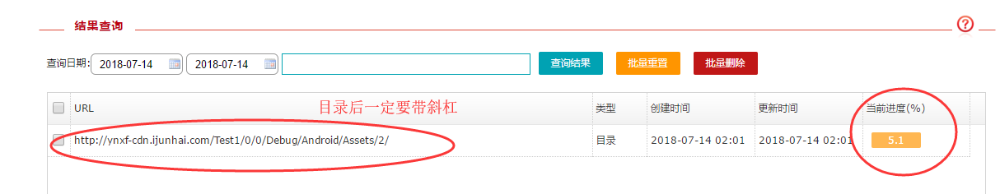 结果查询
查询日期: 2018-07-14 2018-07-14 查询结果 批量重置 批量删除
URL 目录后一定要带斜杠 类型 创建时间 更新时间 当前进度(%)
http://ynxf-cdn.ijunhai.com/Test1/0/0/Debug/Android/Assets/2/ 目录 2018-07-14 02:01 2018-07-14 02:01 5.1